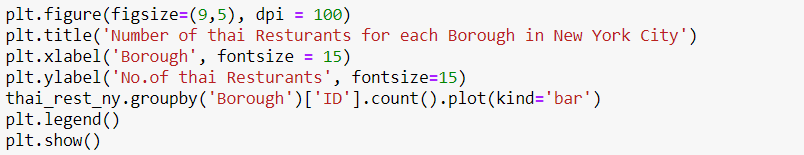 plt.figure(figsize=(9,5), dpi = 100)
plt.title('Number of thai Resturants for each Borough in New York City')
plt.xlabel('Borough', fontsize = 15)
plt.ylabel('No.of thai Resturants', fontsize=15)
thai_rest_ny.groupby('Borough')['ID'].count().plot(kind='bar')
plt.legend()
plt.show()